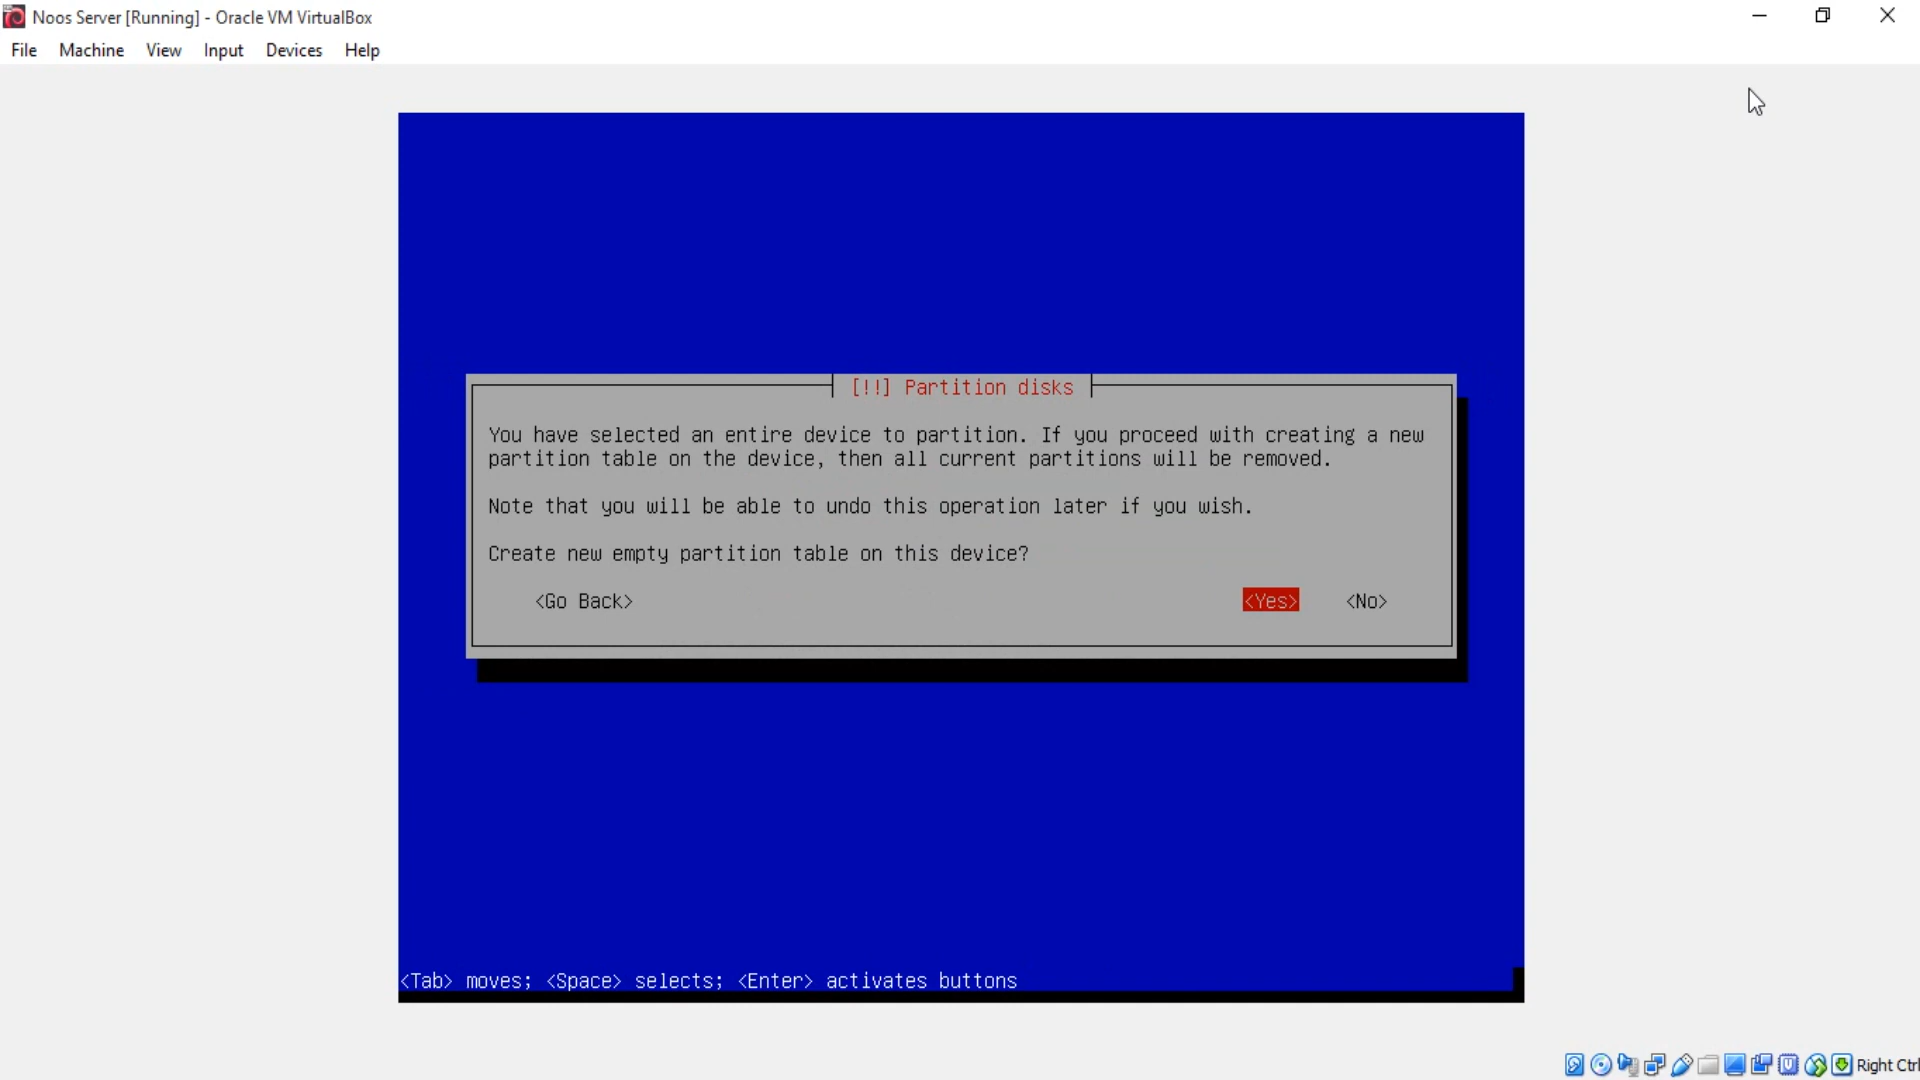 Noos Server [Running] - Oracle VM VirtualBox
File Machine View Input Devices Help
[!!] Partition disks
You have selected an entire device to partition. If you proceed with creating a new
partition table on the device, then all current partitions will be removed.
Note that you will be able to undo this operation later if you wish.
Create new empty partition table on this device?
<Go Back> <Yes> <No>
<Tab> moves; <Space> selects; <Enter> activates buttons
Right Ctrl